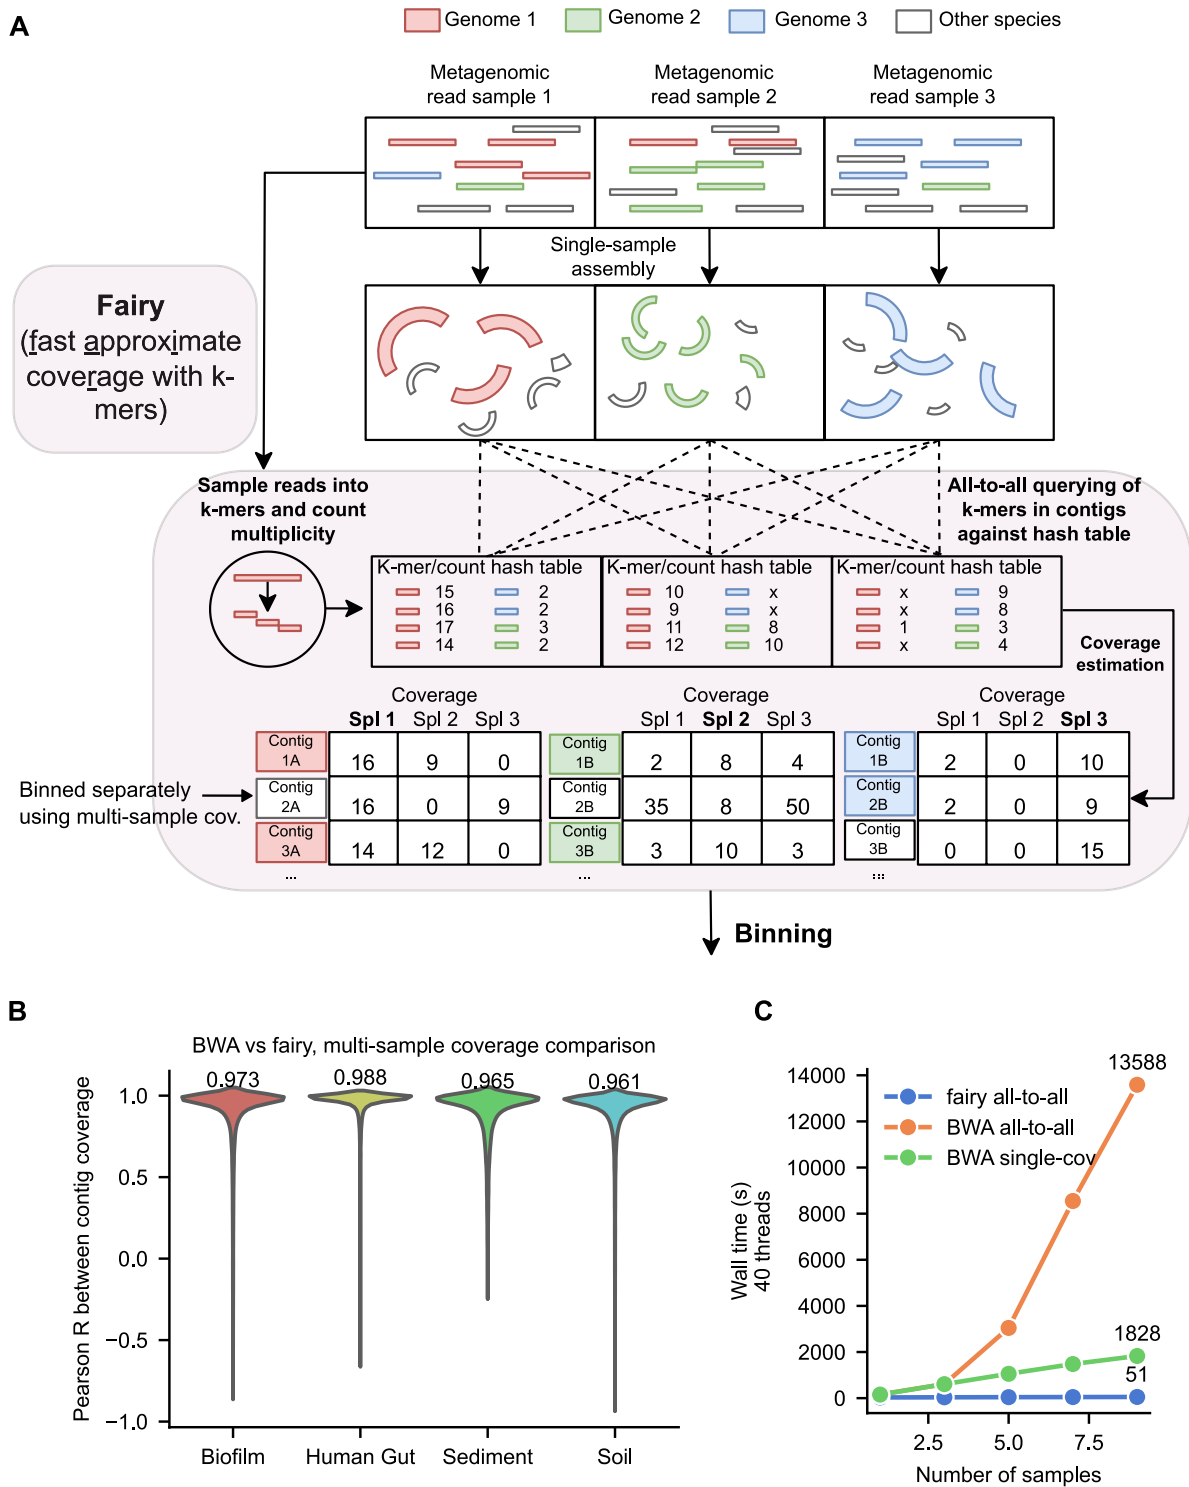 A
Genome 1
Genome 2
Genome 3
Other species
Metagenomic
read sample 1
Metagenomic
read sample 2
Metagenomic
read sample 3
Single-sample
assembly
Fairy
(fast approximate
coverage with k-
mers)
Sample reads into
k-mers and count
multiplicity
All-to-all querying of
k-mers in contigs
against hash table
K-mer/count hash table
15 2
16 2
17 3
14 2
K-mer/count hash table
10 x
9 x
11 8
12 10
K-mer/count hash table
x 9
x 8
1 3
x 4
Coverage
estimation
Coverage
Spl 1 Spl 2 Spl 3
Contig
1A
16 9 0
Contig
2A
16 0 9
Contig
3A
14 12 0
...
Binned separately
using multi-sample cov.
Coverage
Spl 1 Spl 2 Spl 3
Contig
1B
2 8 4
Contig
2B
35 8 50
Contig
3B
3 10 3
...
Coverage
Spl 1 Spl 2 Spl 3
Contig
1B
2 0 10
Contig
2B
2 0 9
Contig
3B
0 0 15
...
Binning
B
BWA vs fairy, multi-sample coverage comparison
0.973
0.988
0.965
0.961
Pearson R between contig coverage
1.0
0.5
0.0
−0.5
−1.0
Biofilm
Human Gut
Sediment
Soil
C
13588
1828
51
fairy all-to-all
BWA all-to-all
BWA single-cov
Wall time (s)
40 threads
14000
12000
10000
8000
6000
4000
2000
0
2.5
5.0
7.5
Number of samples